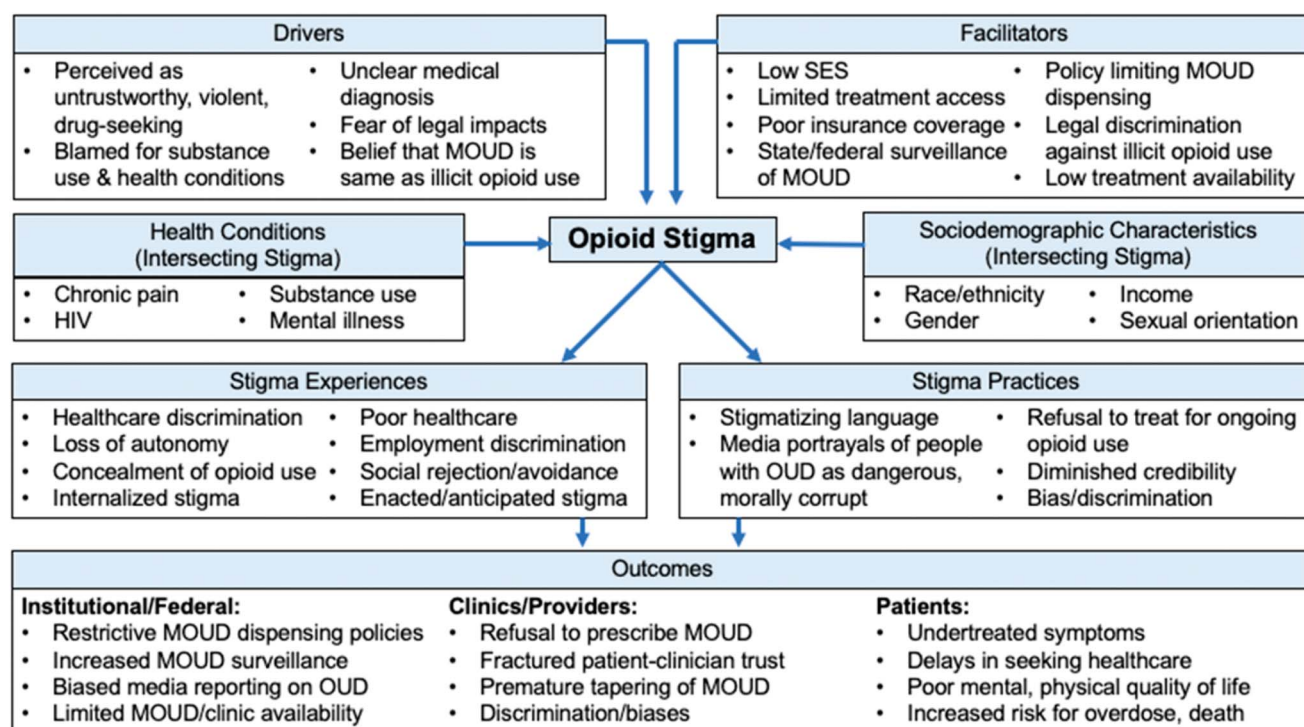 Drivers
• Perceived as
untrustworthy, violent,
drug-seeking
• Blamed for substance
use & health conditions
• Unclear medical
diagnosis
• Fear of legal impacts
• Belief that MOUD is
same as illicit opioid use
Facilitators
• Low SES
• Limited treatment access
• Poor insurance coverage
• State/federal surveillance
of MOUD
• Policy limiting MOUD
dispensing
• Legal discrimination
against illicit opioid use
• Low treatment availability
Health Conditions
(Intersecting Stigma)
• Chronic pain
• HIV
• Substance use
• Mental illness
Opioid Stigma
Sociodemographic Characteristics
(Intersecting Stigma)
• Race/ethnicity
• Gender
• Income
• Sexual orientation
Stigma Experiences
• Healthcare discrimination
• Loss of autonomy
• Concealment of opioid use
• Internalized stigma
• Poor healthcare
• Employment discrimination
• Social rejection/avoidance
• Enacted/anticipated stigma
Stigma Practices
• Stigmatizing language
• Media portrayals of people
with OUD as dangerous,
morally corrupt
• Refusal to treat for ongoing
opioid use
• Diminished credibility
• Bias/discrimination
Outcomes
Institutional/Federal:
• Restrictive MOUD dispensing policies
• Increased MOUD surveillance
• Biased media reporting on OUD
• Limited MOUD/clinic availability
Clinics/Providers:
• Refusal to prescribe MOUD
• Fractured patient-clinician trust
• Premature tapering of MOUD
• Discrimination/biases
Patients:
• Undertreated symptoms
• Delays in seeking healthcare
• Poor mental, physical quality of life
• Increased risk for overdose, death